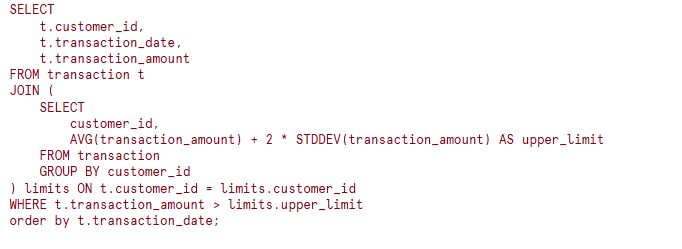 SELECT
    t.customer_id,
    t.transaction_date,
    t.transaction_amount
FROM transaction t
JOIN (
    SELECT
        customer_id,
        AVG(transaction_amount) + 2 * STDDEV(transaction_amount) AS upper_limit
    FROM transaction
    GROUP BY customer_id
) limits ON t.customer_id = limits.customer_id
WHERE t.transaction_amount > limits.upper_limit
order by t.transaction_date;